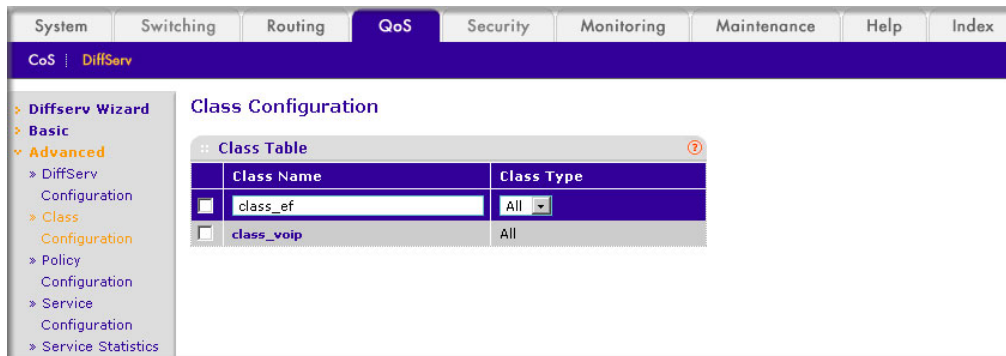 System Switching Routing QoS Security Monitoring Maintenance Help Index
CoS DiffServ
Diffserv Wizard
Basic
Advanced
» DiffServ
Configuration
» Class
Configuration
» Policy
Configuration
» Service
Configuration
» Service Statistics
Class Configuration
Class Table ?
Class Name Class Type
class_ef All
class_voip All